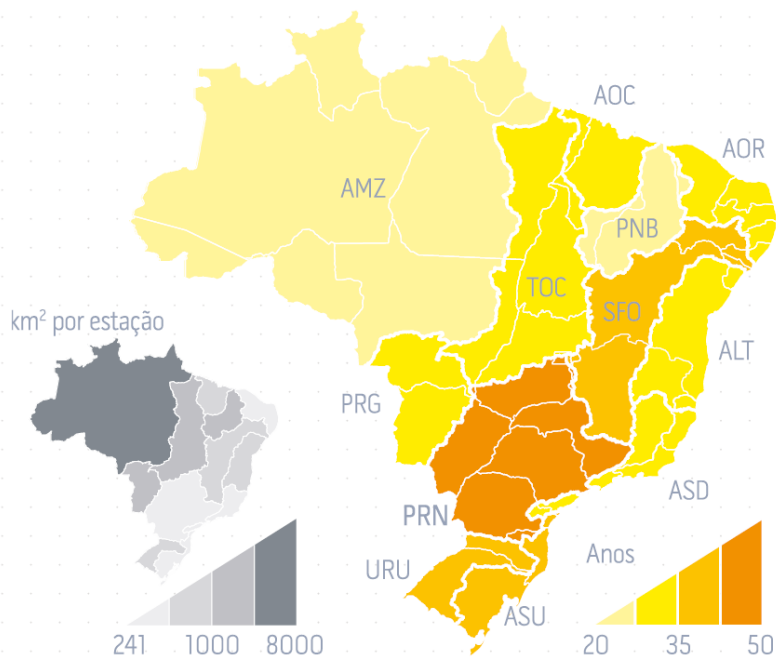 AOC
AOR
AMZ
PNB
TOC
SFO
km² por estação
ALT
PRG
ASD
PRN
Anos
URU
ASU
241 1000 8000
20 35 50